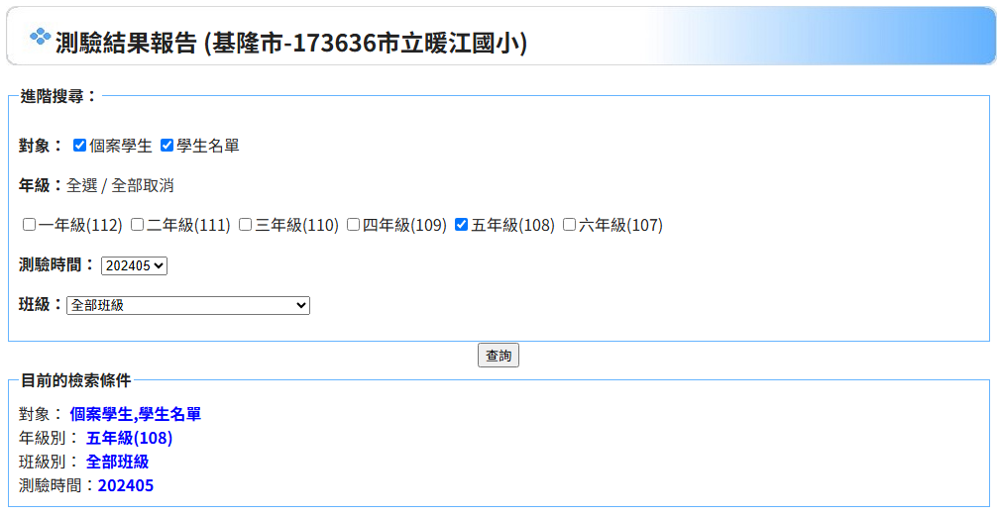 測驗結果報告 (基隆市-173636市立暖江國小)
進階搜尋：
對象： 個案學生 學生名單
年級：全選 / 全部取消
一年級(112) 二年級(111) 三年級(110) 四年級(109) 五年級(108) 六年級(107)
測驗時間： 202405
班級：全部班級
查詢
目前的檢索條件
對象： 個案學生,學生名單
年級別： 五年級(108)
班級別： 全部班級
測驗時間：202405